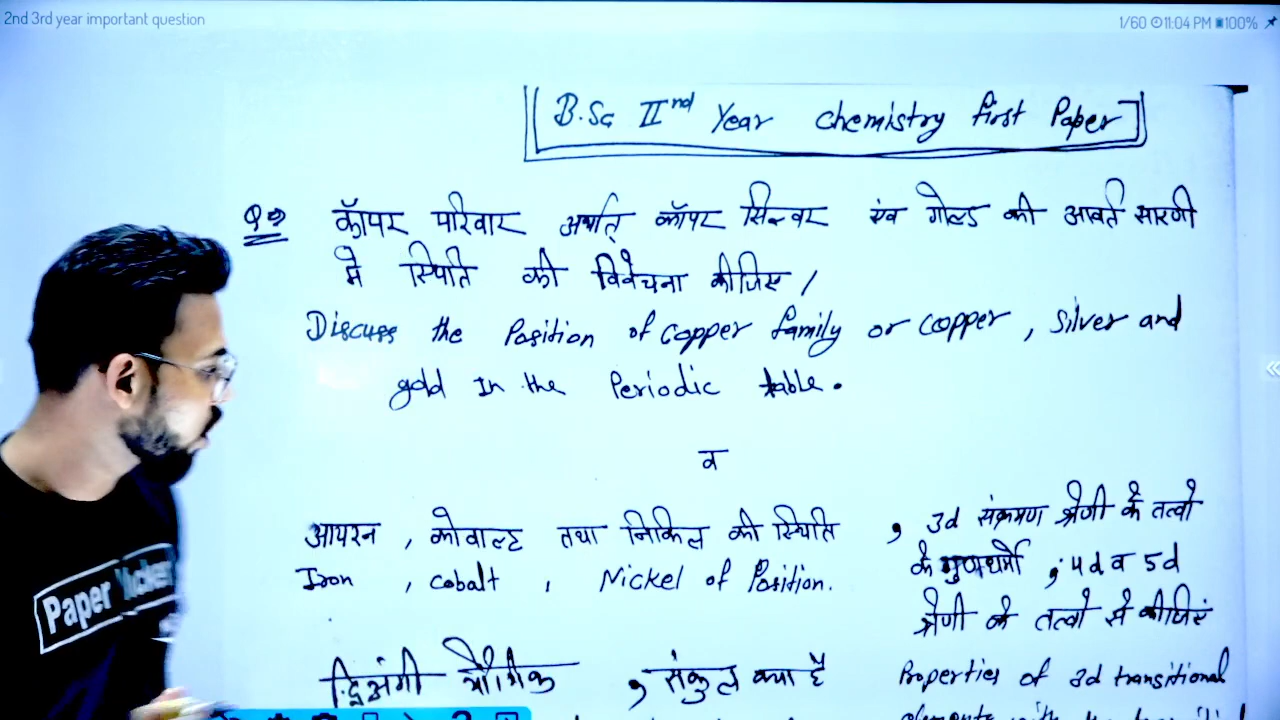 2nd 3rd year important question
1/60 11:04 PM 100%
B.Sc IInd Year Chemistry first Paper
Q⇒ कॉपर परिवार अर्थात् कॉपर सिल्वर एंव गोल्ड की आवर्त सारणी
मे स्थिति की विवेचना कीजिए /
Discuss the Position of Copper family or Copper, Silver and
gold In the Periodic table.
व
आयरन , कोवाल्ट तथा निकिल की स्थिति
Iron , Cobalt , Nickel of Position.
, 3d संक्रमण श्रेणी के तत्वो
के गुणधर्मो , 4d व 5d
श्रेणी के तत्वो से कीजिएं
द्विअंगी यौगिक , संकुल क्या है
Properties of 3d transitional
Paper